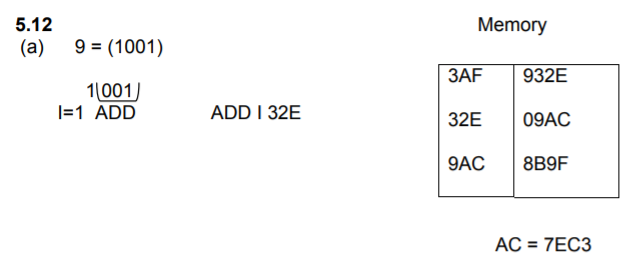 5.12
Memory
(a) 9 = (1001)
1 001
I=1 ADD ADD I 32E
3AF 932E
32E 09AC
9AC 8B9F
AC = 7EC3